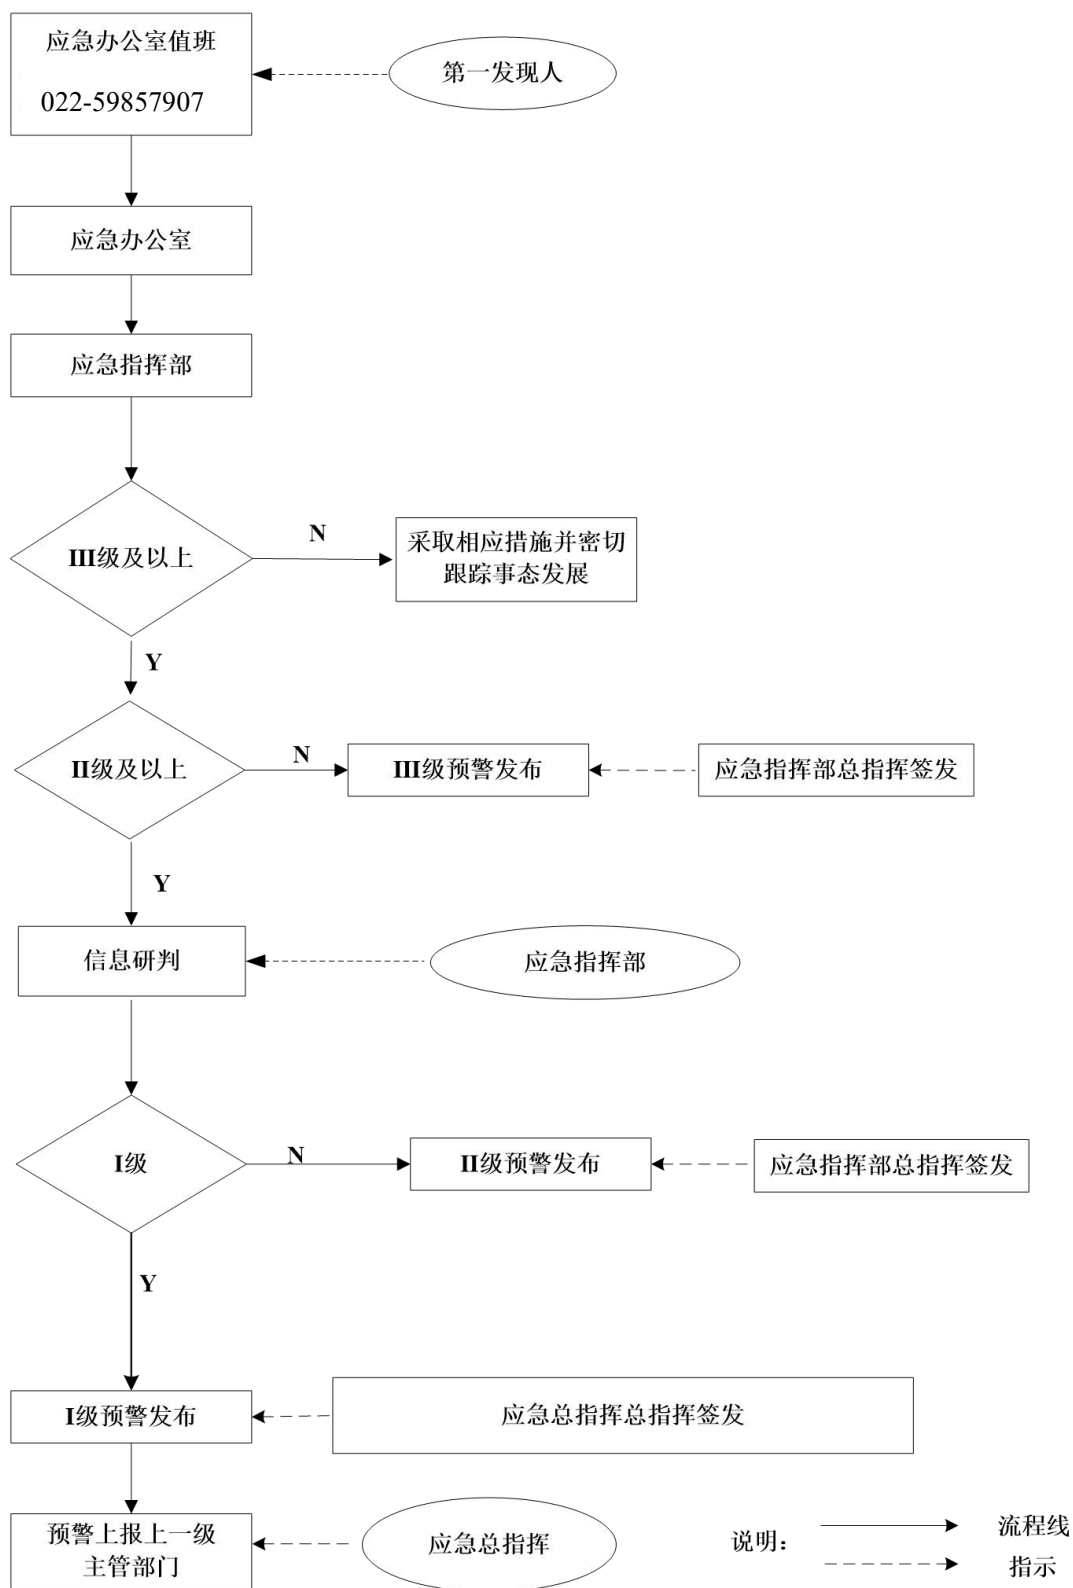 应急办公室值班
022-59857907
第一发现人
应急办公室
应急指挥部
III级及以上
N
采取相应措施并密切
跟踪事态发展
Y
II级及以上
N
III级预警发布
应急指挥部总指挥签发
Y
信息研判
应急指挥部
I级
N
II级预警发布
应急指挥部总指挥签发
Y
I级预警发布
应急总指挥总指挥签发
预警上报上一级
主管部门
应急总指挥
说明：
流程线
指示